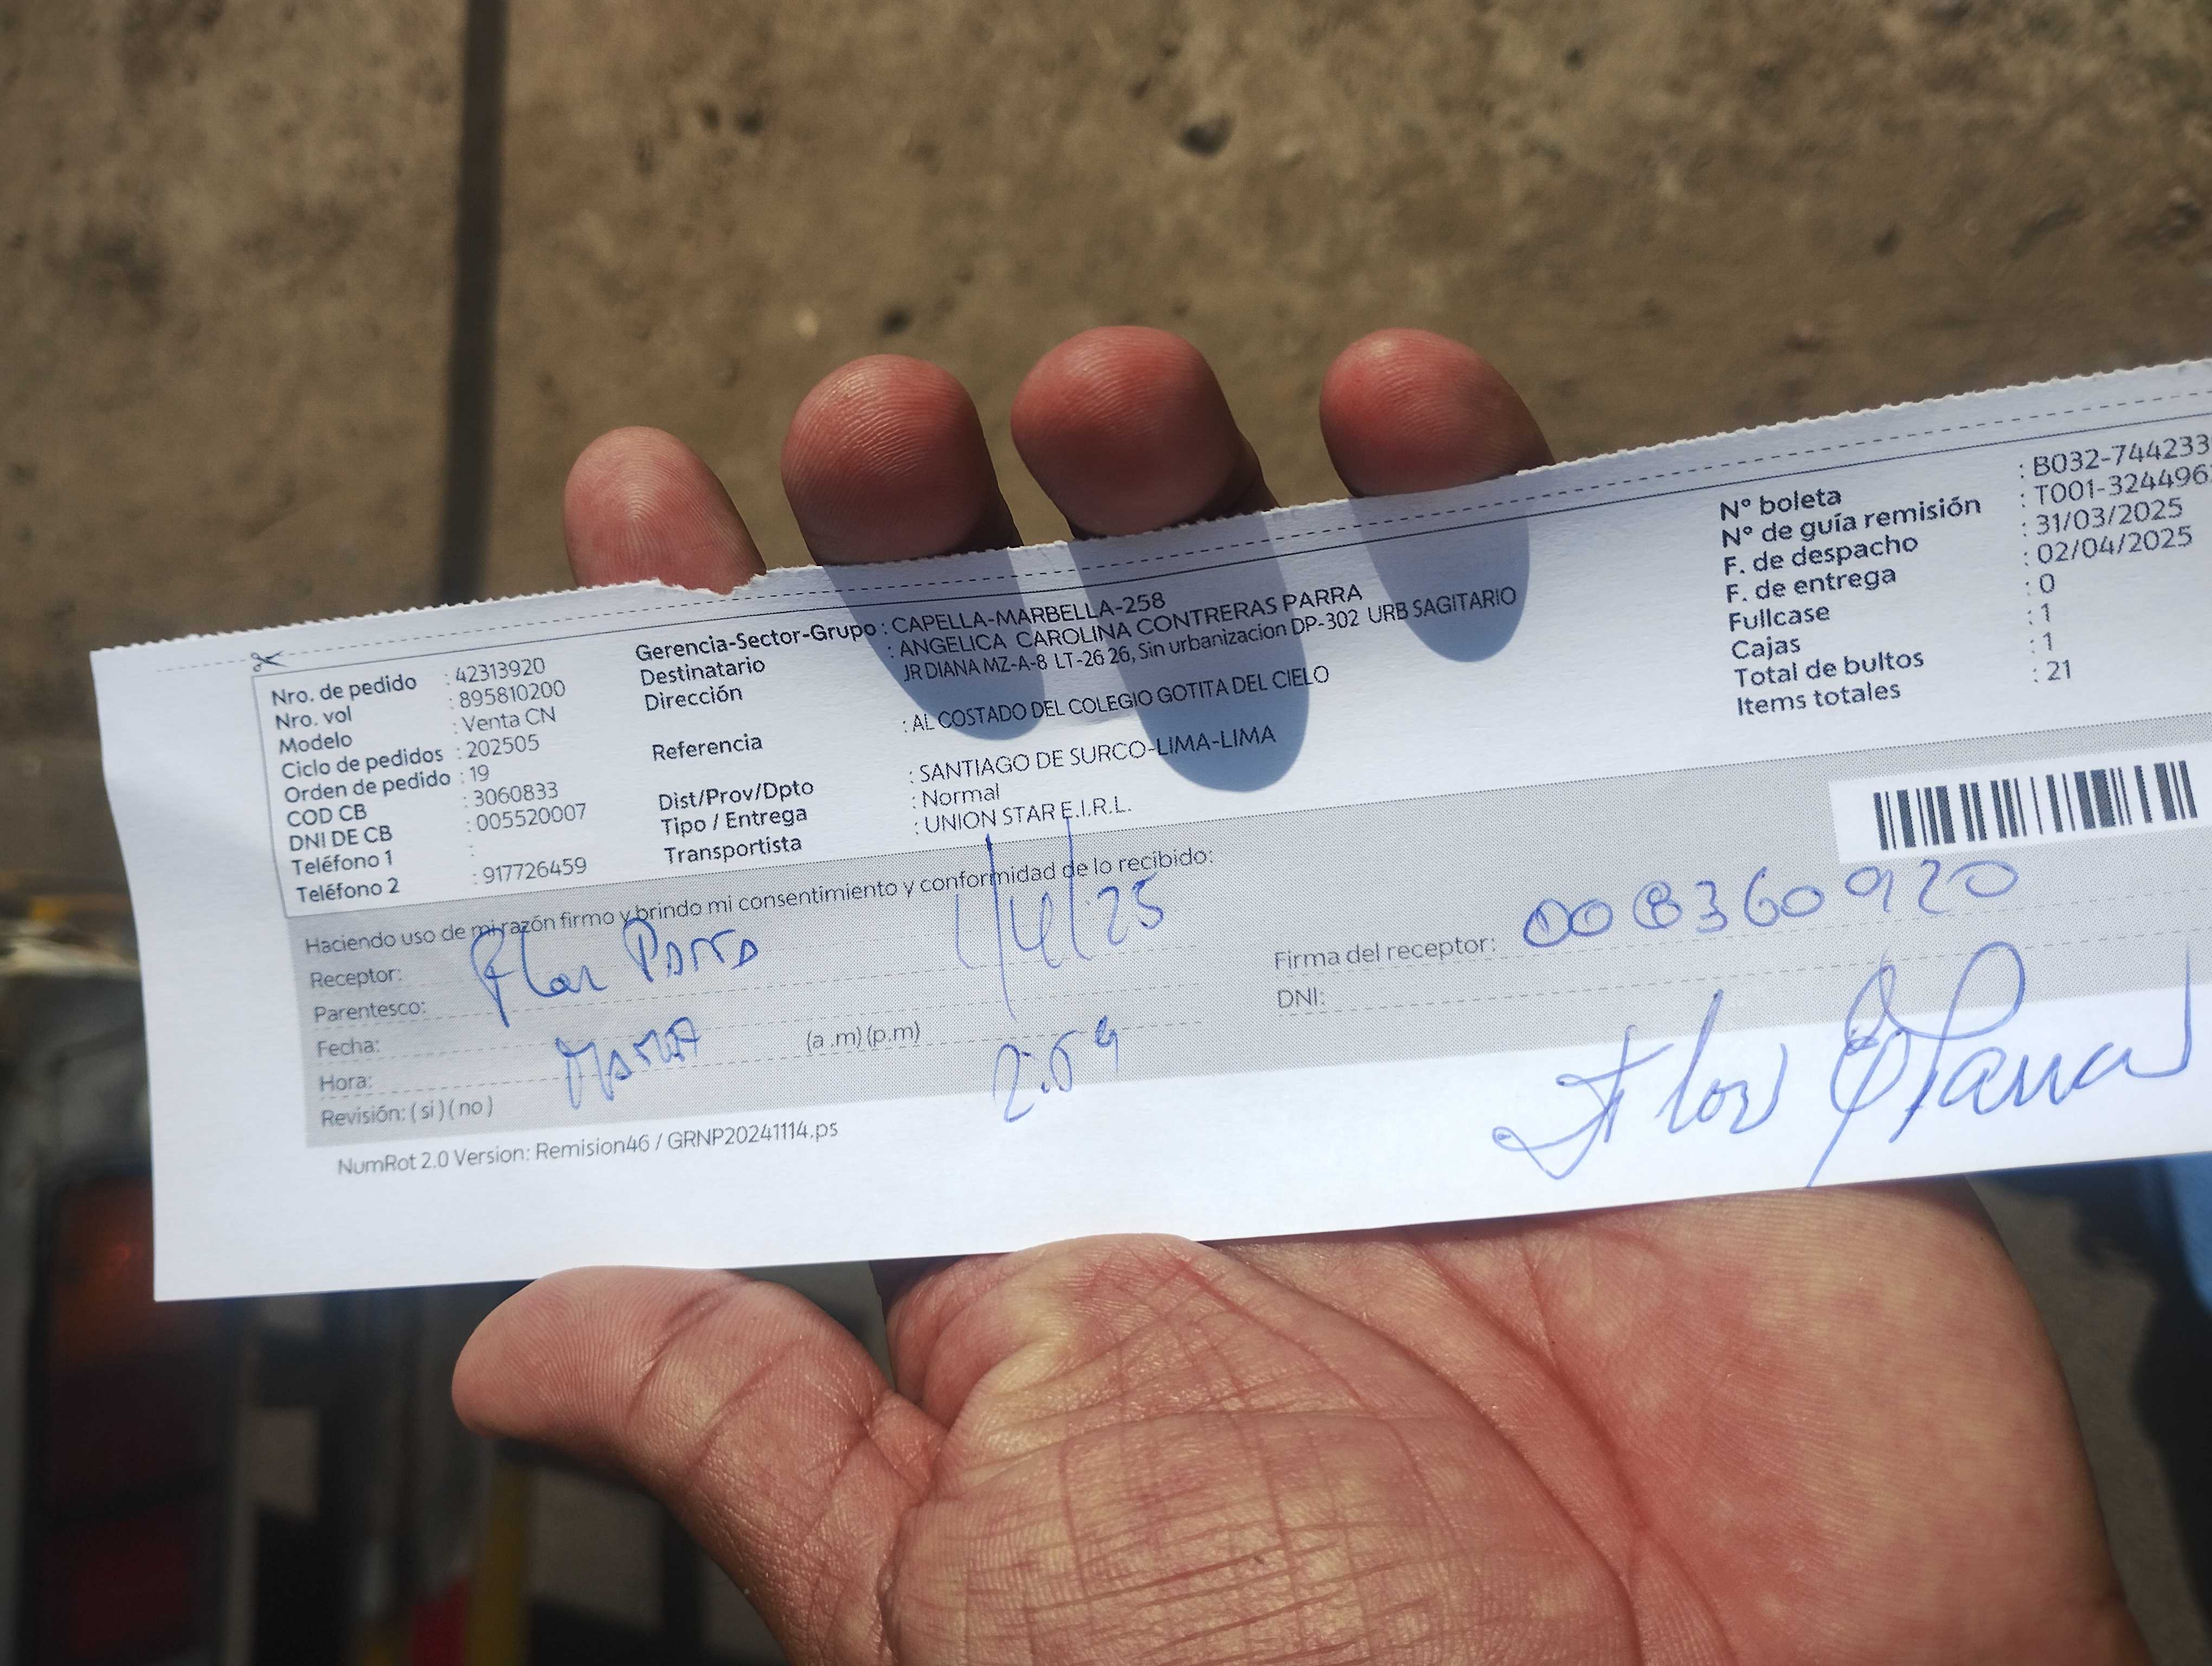 Nro. de pedido : 42313920
Nro. vol : 895810200
Modelo : Venta CN
Ciclo de pedidos : 202505
Orden de pedido : 19
COD CB : 3060833
DNI DE CB : 005520007
Teléfono 1 :
Teléfono 2 : 917726459
Gerencia-Sector-Grupo : CAPELLA-MARBELLA-258
Destinatario : ANGELICA CAROLINA CONTRERAS PARRA
Dirección JR DIANA MZ-A-8 LT-26 26, Sin urbanizacion DP-302 URB SAGITARIO
Referencia : AL COSTADO DEL COLEGIO GOTITA DEL CIELO
Dist/Prov/Dpto : SANTIAGO DE SURCO-LIMA-LIMA
Tipo / Entrega : Normal
Transportista : UNION STAR E.I.R.L.
N° boleta : B032-744233
N° de guía remisión : T001-324496
F. de despacho : 31/03/2025
F. de entrega : 02/04/2025
Fullcase : 0
Cajas : 1
Total de bultos : 1
Items totales : 21
Haciendo uso de mi razón firmo y brindo mi consentimiento y conformidad de lo recibido:
Receptor: Flor Parra 1/4/25
Parentesco:
Fecha: MAMA (a .m) (p.m)
Hora: 2:59
Revisión: ( si ) ( no )
Firma del receptor: 008360920
DNI:
Flor Parra
NumRot 2.0 Version: Remision46 / GRNP20241114.ps